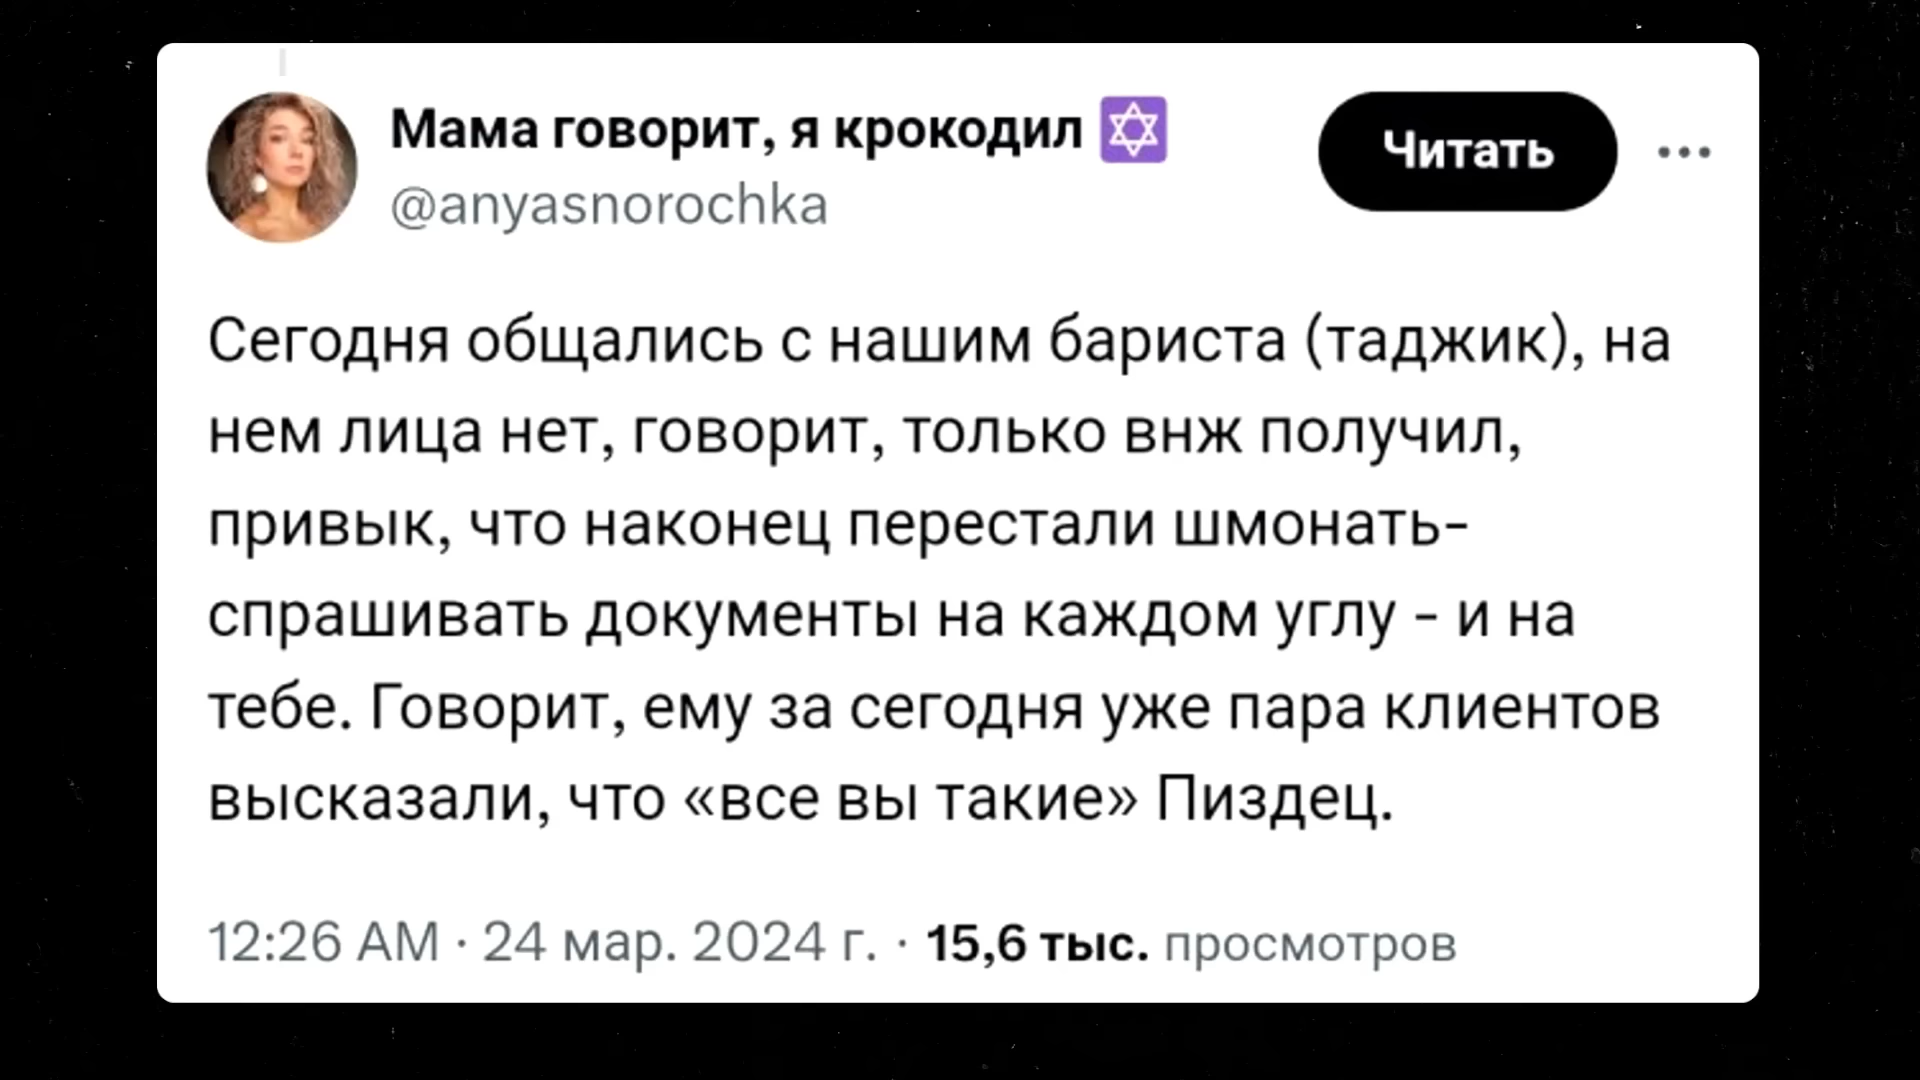 Мама говорит, я крокодил ✡
@anyasnorochka
Читать
Сегодня общались с нашим бариста (таджик), на
нем лица нет, говорит, только внж получил,
привык, что наконец перестали шмонать-
спрашивать документы на каждом углу - и на
тебе. Говорит, ему за сегодня уже пара клиентов
высказали, что «все вы такие» Пиздец.
12:26 AM · 24 мар. 2024 г. · 15,6 тыс. просмотров